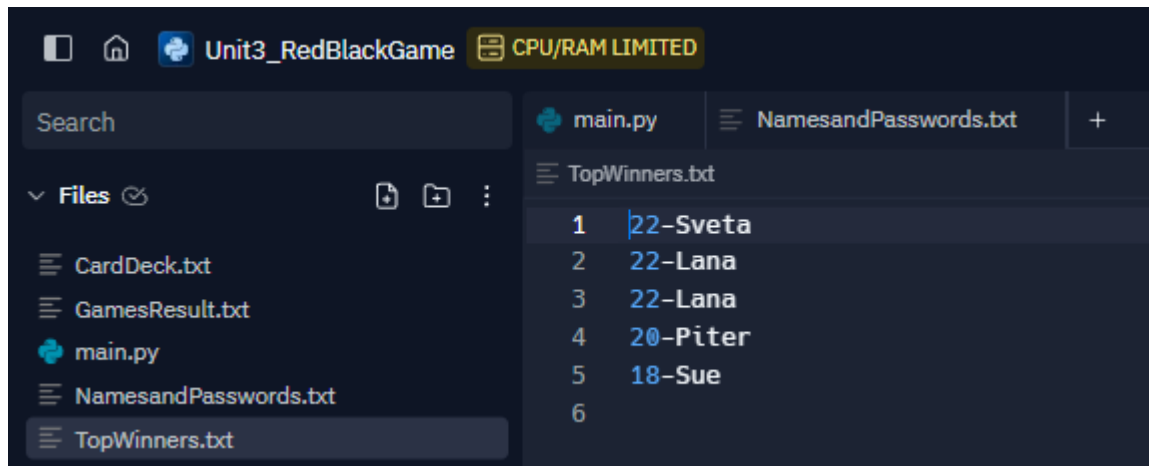 Unit3_RedBlackGame CPU/RAM LIMITED
Search
Files
CardDeck.txt
GamesResult.txt
main.py
NamesandPasswords.txt
TopWinners.txt
main.py NamesandPasswords.txt +
TopWinners.txt
1 22-Sveta
2 22-Lana
3 22-Lana
4 20-Piter
5 18-Sue
6